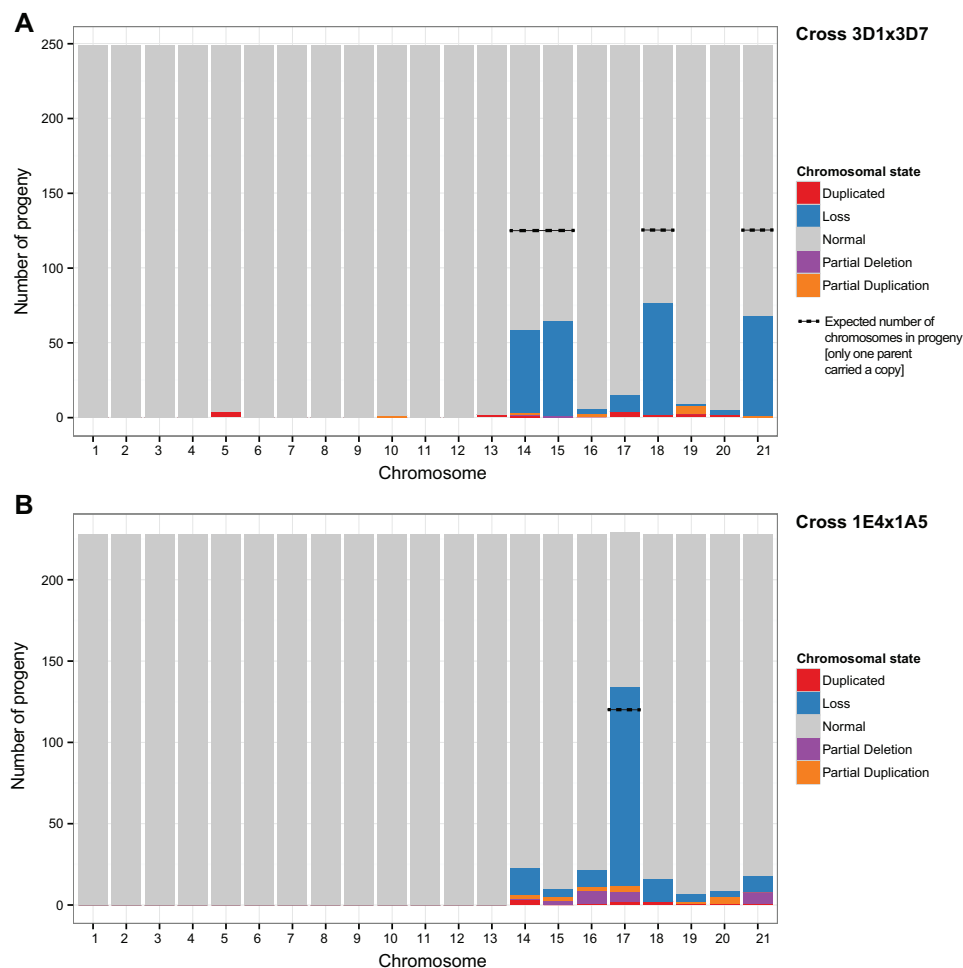 A
Cross 3D1x3D7
250
200
150
100
50
0
Number of progeny
1 2 3 4 5 6 7 8 9 10 11 12 13 14 15 16 17 18 19 20 21
Chromosome
Chromosomal state
Duplicated
Loss
Normal
Partial Deletion
Partial Duplication
Expected number of
chromosomes in progeny
[only one parent
carried a copy]
B
Cross 1E4x1A5
200
150
100
50
0
Number of progeny
1 2 3 4 5 6 7 8 9 10 11 12 13 14 15 16 17 18 19 20 21
Chromosome
Chromosomal state
Duplicated
Loss
Normal
Partial Deletion
Partial Duplication